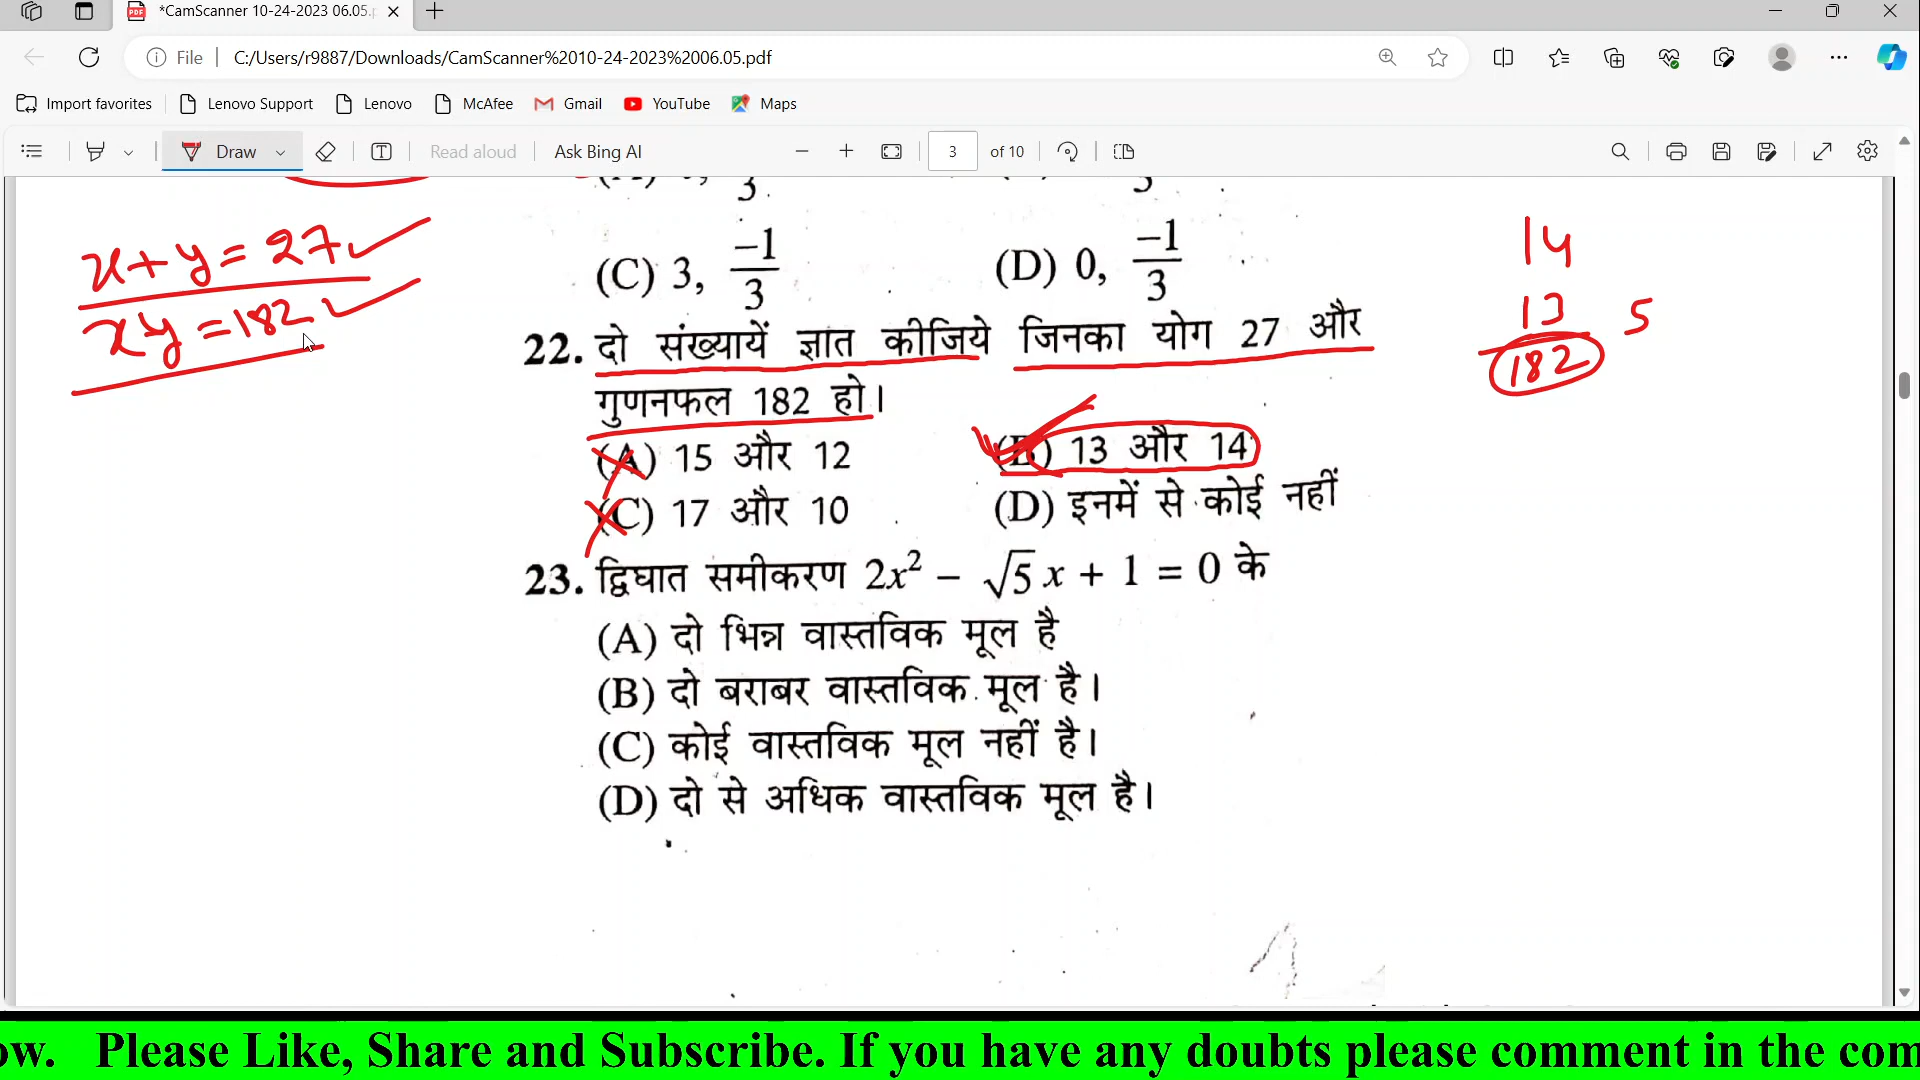 *CamScanner 10-24-2023 06.05.p
File
C:/Users/r9887/Downloads/CamScanner%2010-24-2023%2006.05.pdf
Import favorites
Lenovo Support
Lenovo
McAfee
Gmail
YouTube
Maps
Draw
Read aloud
Ask Bing AI
3 of 10
(C) 3, -1/3
(D) 0, -1/3
x+y=27
xy=182
14
13 5
182
22. दो संख्यायें ज्ञात कीजिये जिनका योग 27 और
गुणनफल 182 हो।
(A) 15 और 12
(B) 13 और 14
(C) 17 और 10
(D) इनमें से कोई नहीं
23. द्विघात समीकरण 2x² - √5x + 1 = 0 के
(A) दो भिन्न वास्तविक मूल है
(B) दो बराबर वास्तविक मूल है।
(C) कोई वास्तविक मूल नहीं है।
(D) दो से अधिक वास्तविक मूल है।
ow. Please Like, Share and Subscribe. If you have any doubts please comment in the com